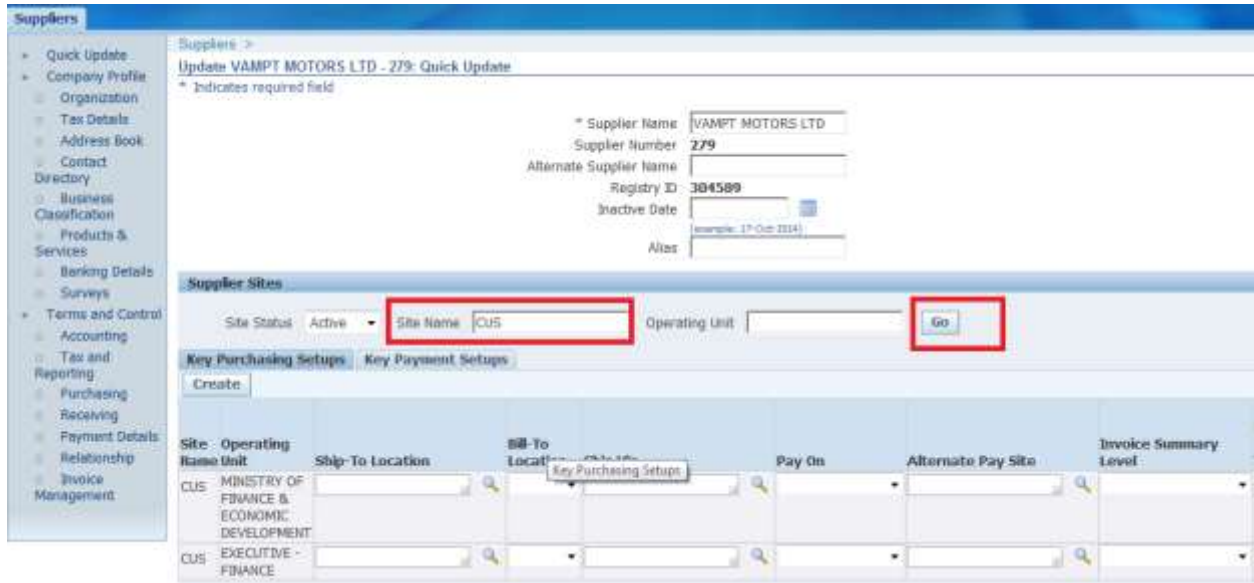 Suppliers
Quick Update
Company Profile
Organization
Tax Details
Address Book
Contact
Directory
Business
Classification
Products &
Services
Banking Details
Surveys
Terms and Control
Accounting
Tax and
Reporting
Purchasing
Receiving
Payment Details
Relationship
Invoice
Management
Suppliers >
Update VAMPT MOTORS LTD - 279: Quick Update
* Indicates required field
* Supplier Name VAMPT MOTORS LTD
Supplier Number 279
Alternate Supplier Name
Registry ID 304589
Inactive Date
(example: 17-Oct-2014)
Alias
Supplier Sites
Site Status Active Site Name CUS Operating Unit Go
Key Purchasing Setups Key Payment Setups
Create
Site Operating Bill-To Invoice Summary
Name Unit Ship-To Location Pay On Alternate Pay Site Level
Key Purchasing Setups
CUS MINISTRY OF
FINANCE &
ECONOMIC
DEVELOPMENT
CUS EXECUTIVE -
FINANCE